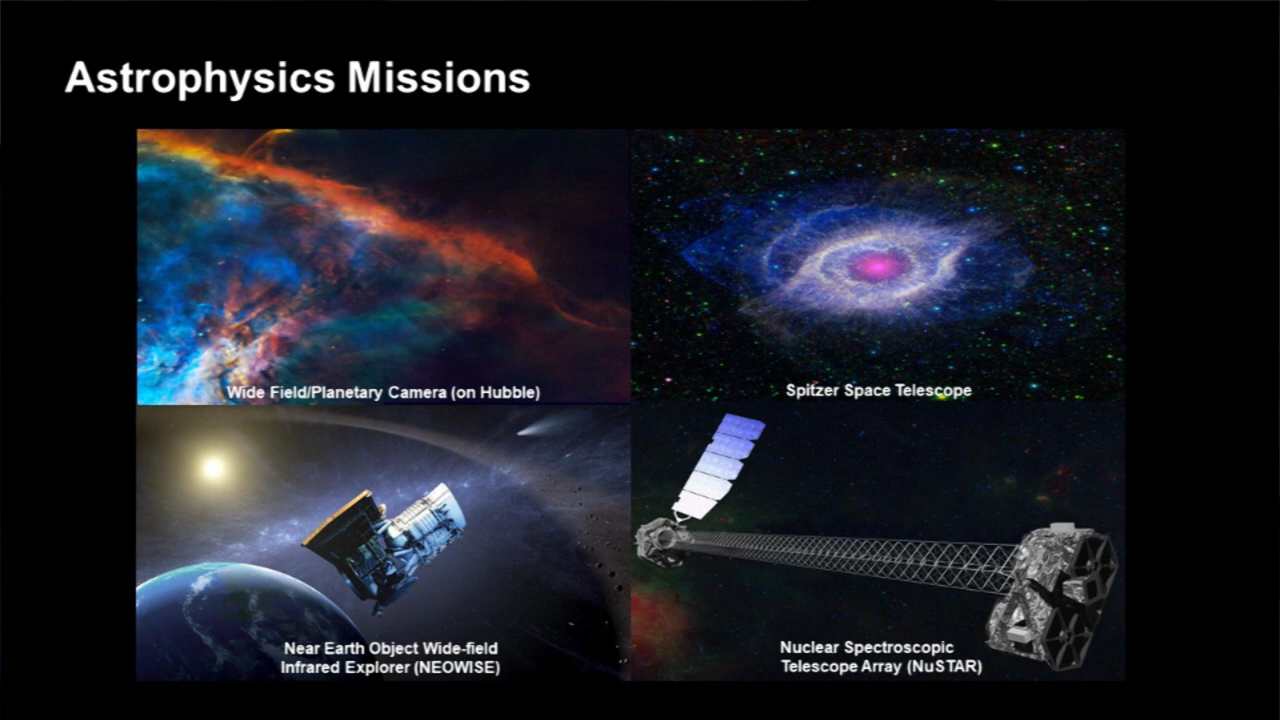 Astrophysics Missions
Wide Field/Planetary Camera (on Hubble)
Spitzer Space Telescope
Near Earth Object Wide-field
Infrared Explorer (NEOWISE)
Nuclear Spectroscopic
Telescope Array (NuSTAR)